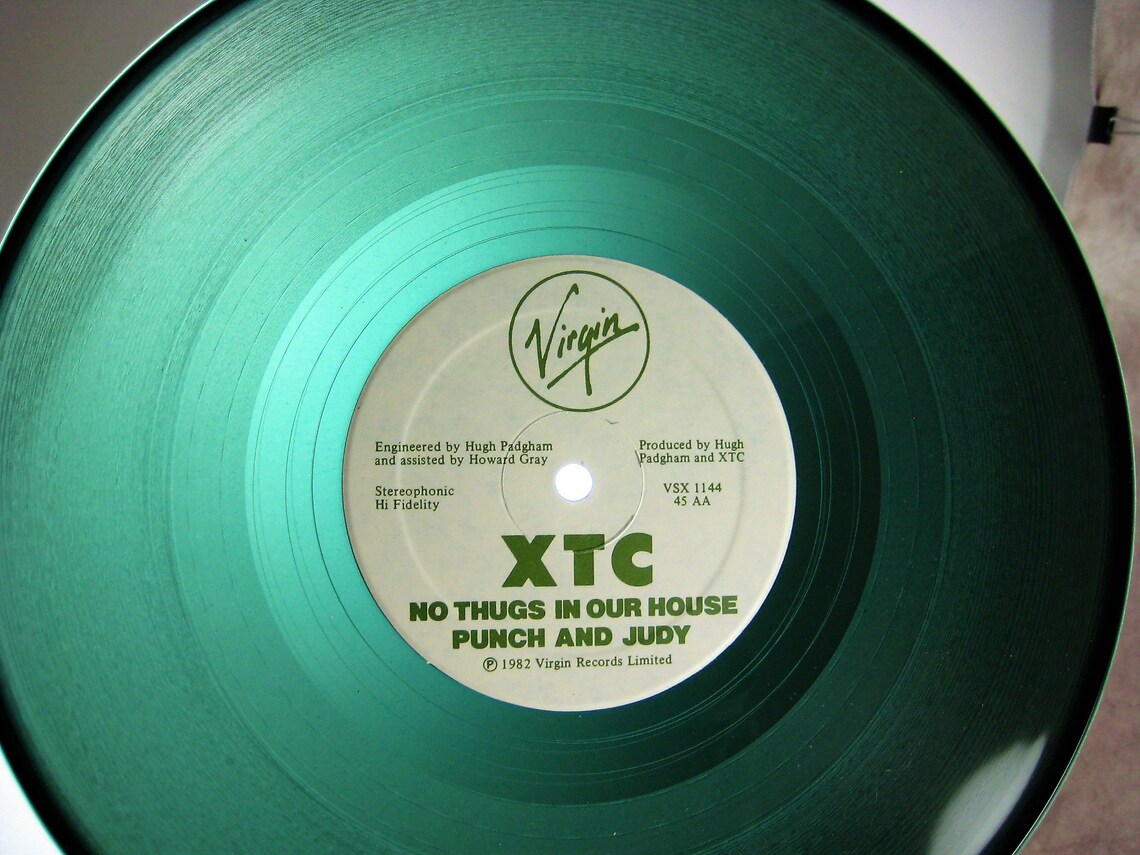 Virgin
Engineered by Hugh Padgham
and assisted by Howard Gray
Produced by Hugh
Padgham and XTC
Stereophonic
Hi Fidelity
VSX 1144
45 AA
XTC
NO THUGS IN OUR HOUSE
PUNCH AND JUDY
℗ 1982 Virgin Records Limited